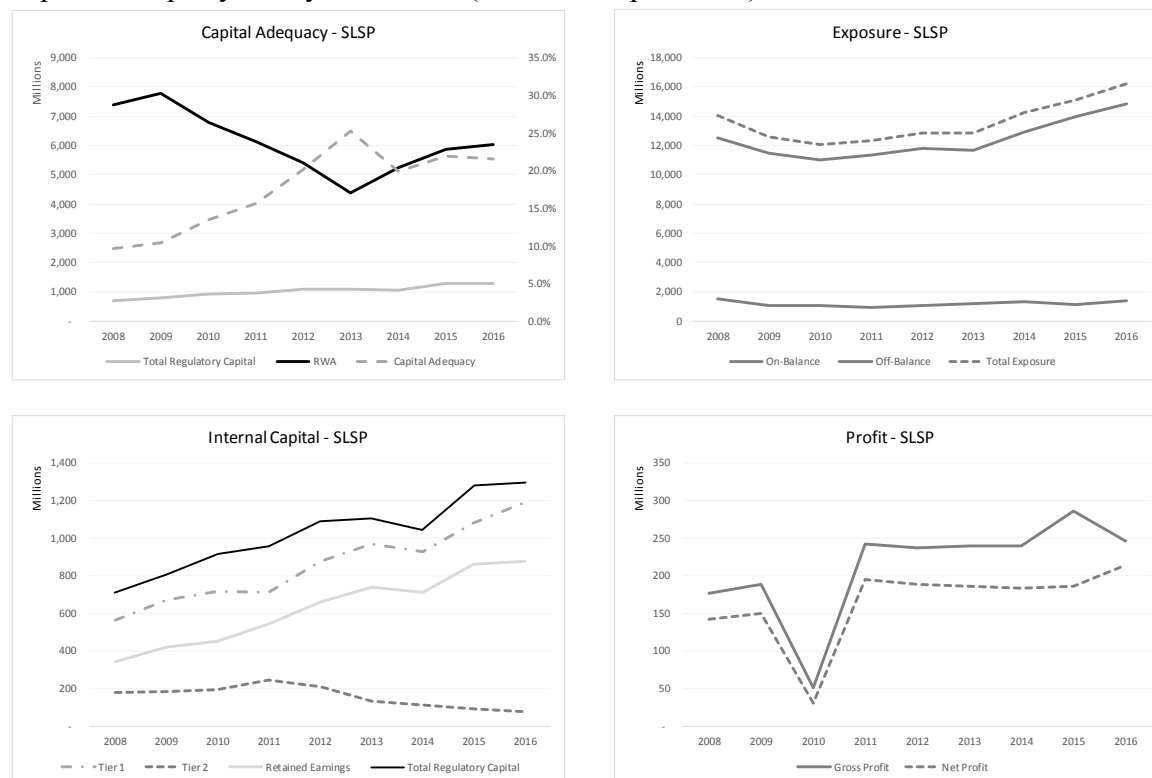 Capital Adequacy - SLSP
Millions
9,000
8,000
7,000
6,000
5,000
4,000
3,000
2,000
1,000
-
35.0%
30.0%
25.0%
20.0%
15.0%
10.0%
5.0%
0.0%
2008 2009 2010 2011 2012 2013 2014 2015 2016
Total Regulatory Capital RWA Capital Adequacy
Exposure - SLSP
Millions
18,000
16,000
14,000
12,000
10,000
8,000
6,000
4,000
2,000
0
2008 2009 2010 2011 2012 2013 2014 2015 2016
On-Balance Off-Balance Total Exposure
Internal Capital - SLSP
Millions
1,400
1,200
1,000
800
600
400
200
-
2008 2009 2010 2011 2012 2013 2014 2015 2016
Tier 1 Tier 2 Retained Earnings Total Regulatory Capital
Profit - SLSP
Millions
350
300
250
200
150
100
50
-
2008 2009 2010 2011 2012 2013 2014 2015 2016
Gross Profit Net Profit